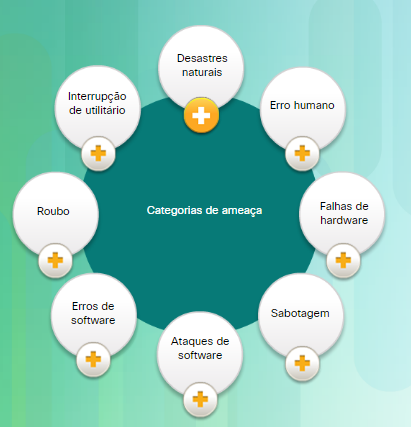 Desastres
naturais
Interrupção
de utilitário
Erro humano
Roubo
Categorias de ameaça
Falhas de
hardware
Erros de
software
Sabotagem
Ataques de
software